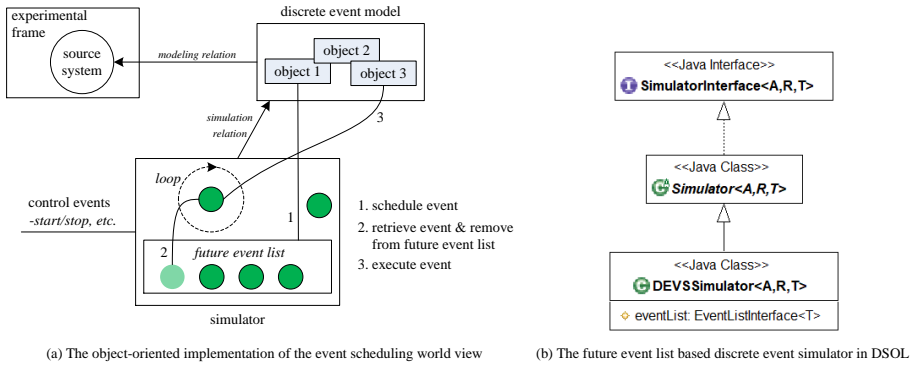 experimental
frame
source
system
modeling relation
discrete event model
object 2
object 1
object 3
simulation
relation
3
loop
control events
-start/stop, etc.
1
2
future event list
simulator
1. schedule event
2. retrieve event & remove
from future event list
3. execute event
(a) The object-oriented implementation of the event scheduling world view
<<Java Interface>>
I SimulatorInterface<A,R,T>
<<Java Class>>
C A Simulator<A,R,T>
<<Java Class>>
C DEVSSimulator<A,R,T>
eventList: EventListInterface<T>
(b) The future event list based discrete event simulator in DSOL